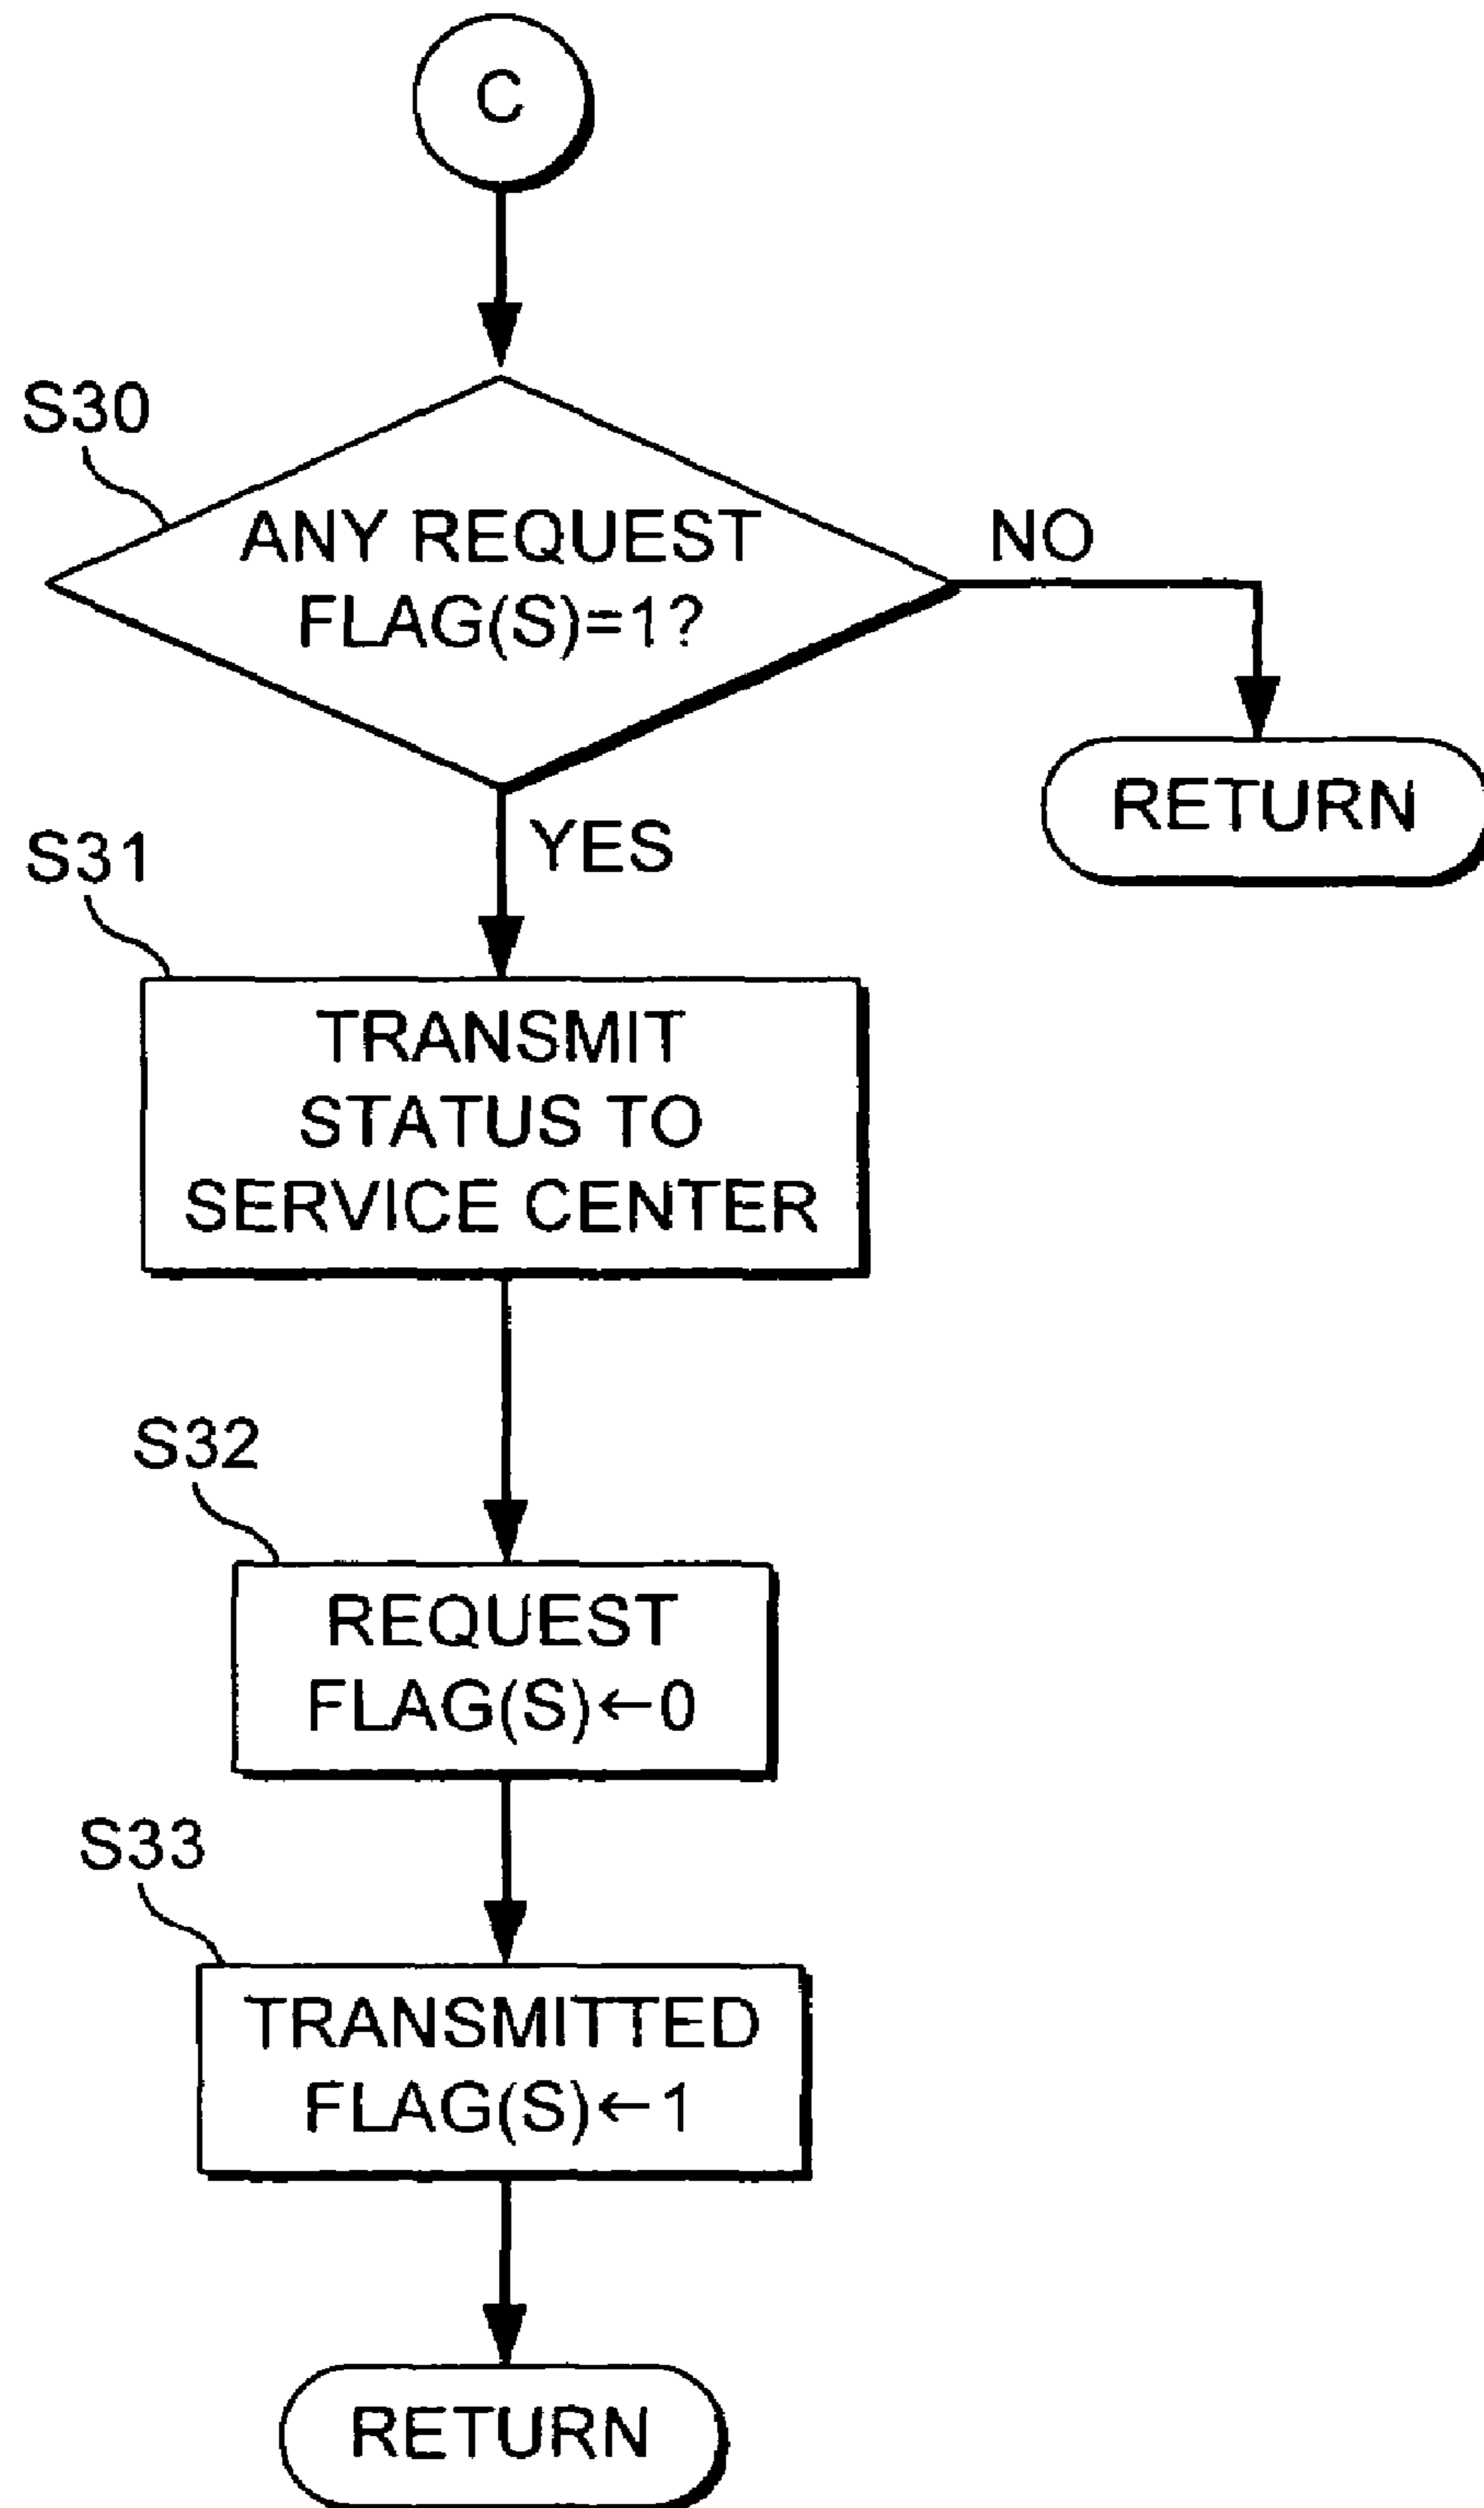 C
S30
ANY REQUEST
FLAG(S)=1?
NO
RETURN
YES
S31
TRANSMIT
STATUS TO
SERVICE CENTER
S32
REQUEST
FLAG(S)←0
S33
TRANSMITTED
FLAG(S)←1
RETURN